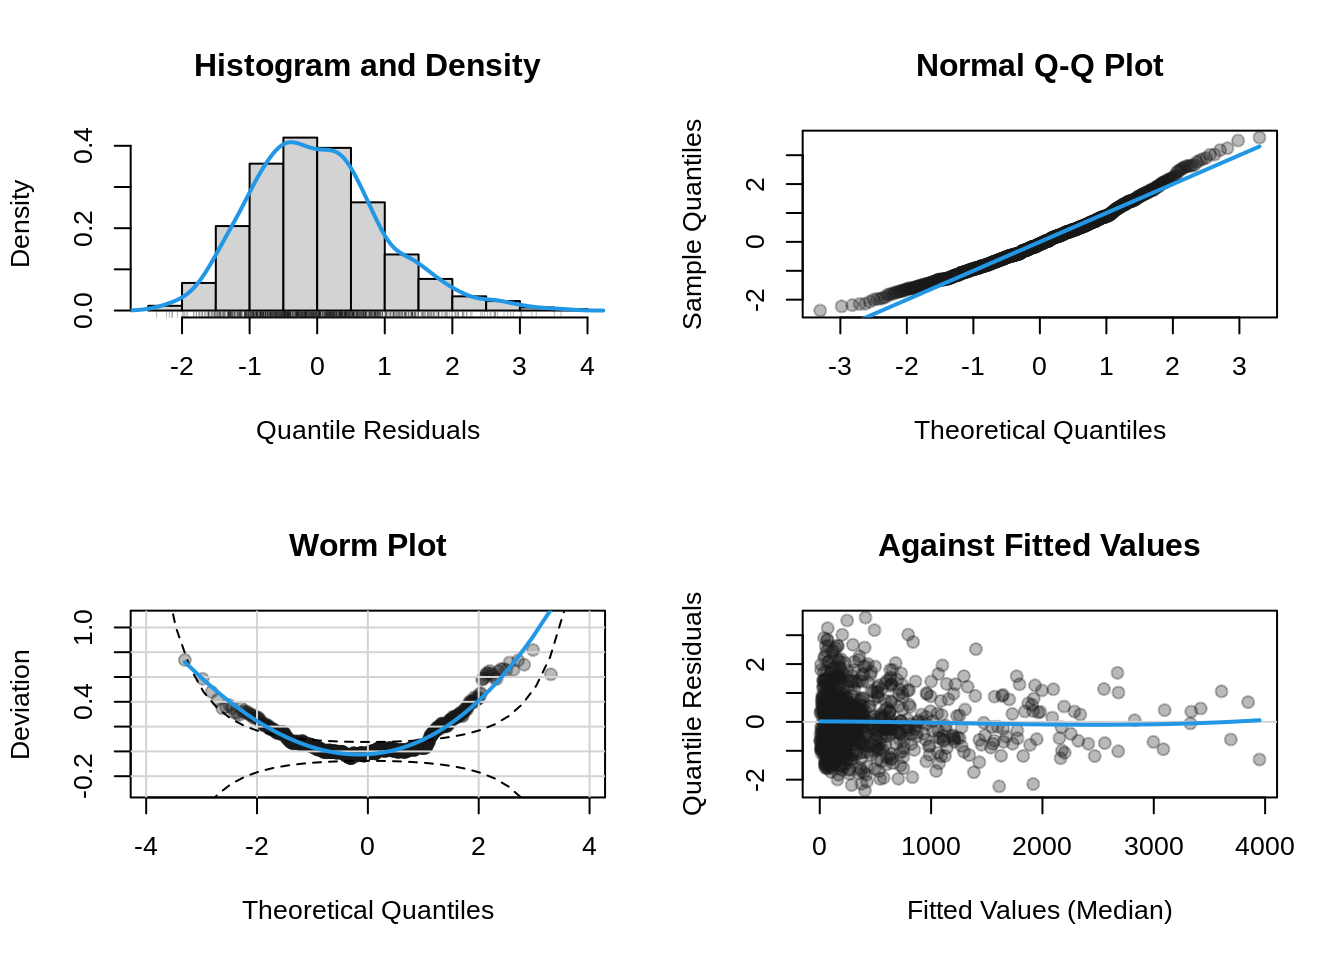 Histogram and Density
Density
0.0 0.2 0.4
-2 -1 0 1 2 3 4
Quantile Residuals
Normal Q-Q Plot
Sample Quantiles
-2 0 2
-3 -2 -1 0 1 2 3
Theoretical Quantiles
Worm Plot
Deviation
-0.2 0.4 1.0
-4 -2 0 2 4
Theoretical Quantiles
Against Fitted Values
Quantile Residuals
-2 0 2
0 1000 2000 3000 4000
Fitted Values (Median)